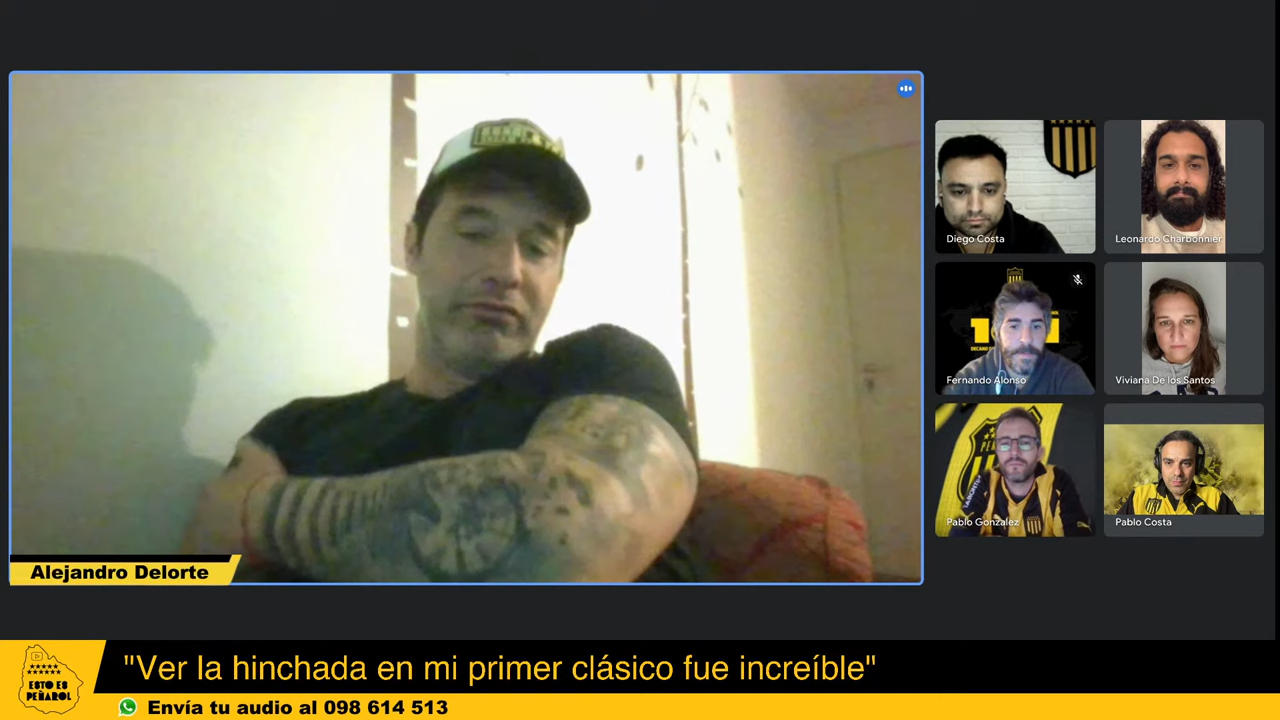 Diego Costa
Leonardo Charbonnier
Fernando Alonso
Viviana De los Santos
Pablo Gonzalez
Pablo Costa
Alejandro Delorte
"Ver la hinchada en mi primer clásico fue increíble"
ESTO ES
PEÑAROL
Envía tu audio al 098 614 513